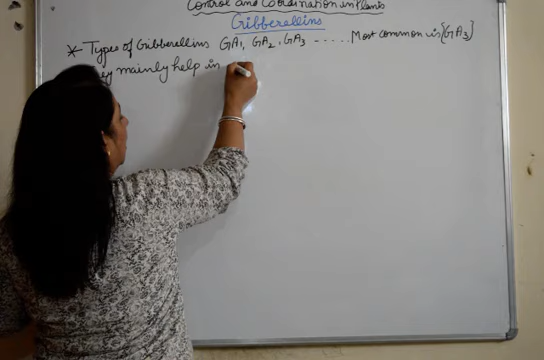 Control and Coordination in Plants
Gibberellins
* Types of Gibberellins GA1, GA2, GA3 ..... Most common is {GA3}
mainly help in